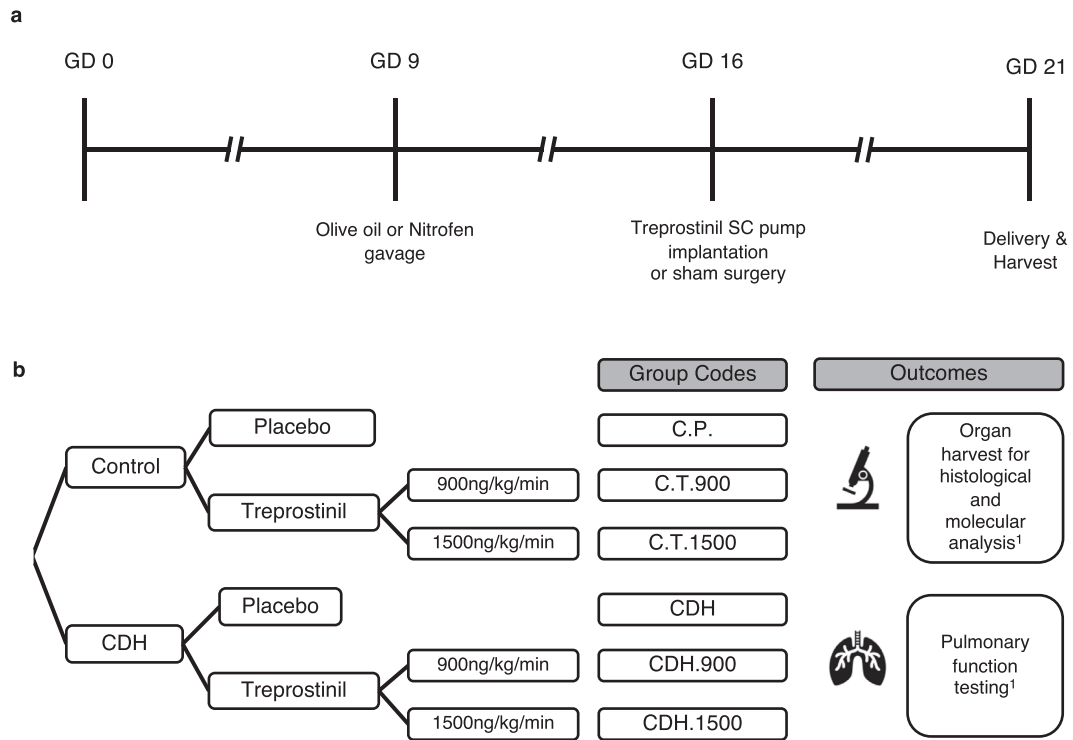 a
GD 0
GD 9
GD 16
GD 21
Olive oil or Nitrofen
gavage
Treprostinil SC pump
implantation
or sham surgery
Delivery &
Harvest
b
Group Codes
Outcomes
Control
Placebo
Treprostinil
900ng/kg/min
1500ng/kg/min
C.P.
C.T.900
C.T.1500
CDH
Placebo
Treprostinil
900ng/kg/min
1500ng/kg/min
CDH
CDH.900
CDH.1500
Organ
harvest for
histological
and
molecular
analysis¹
Pulmonary
function
testing¹